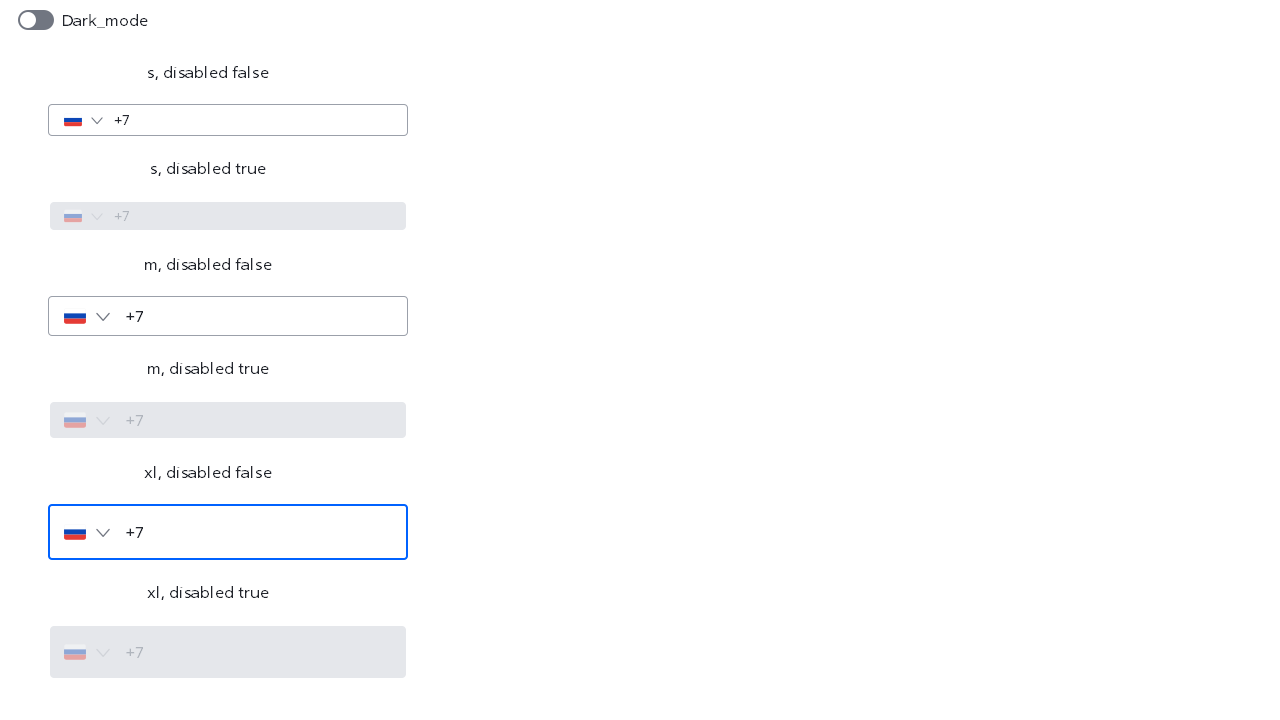 Dark_mode
s, disabled false
+7
s, disabled true
+7
m, disabled false
+7
m, disabled true
+7
xl, disabled false
+7
xl, disabled true
+7